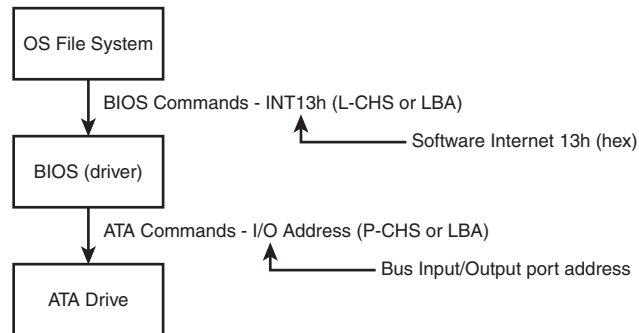 OS File System
BIOS Commands - INT13h (L-CHS or LBA)
Software Internet 13h (hex)
BIOS (driver)
ATA Commands - I/O Address (P-CHS or LBA)
Bus Input/Output port address
ATA Drive